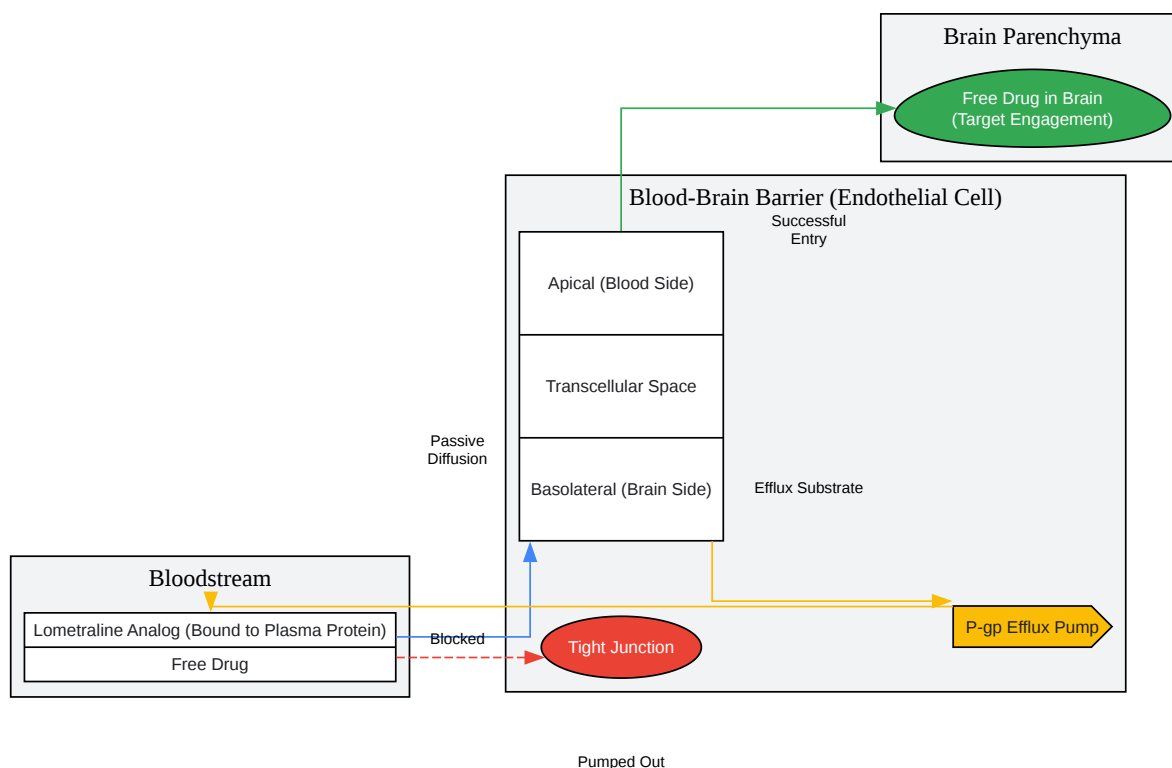 Brain Parenchyma
Free Drug in Brain
(Target Engagement)
Blood-Brain Barrier (Endothelial Cell)
Successful
Entry
Apical (Blood Side)
Transcellular Space
Passive
Diffusion
Basolateral (Brain Side)
Efflux Substrate
Bloodstream
Lometraline Analog (Bound to Plasma Protein)
Free Drug
Blocked
Tight Junction
P-gp Efflux Pump
Pumped Out